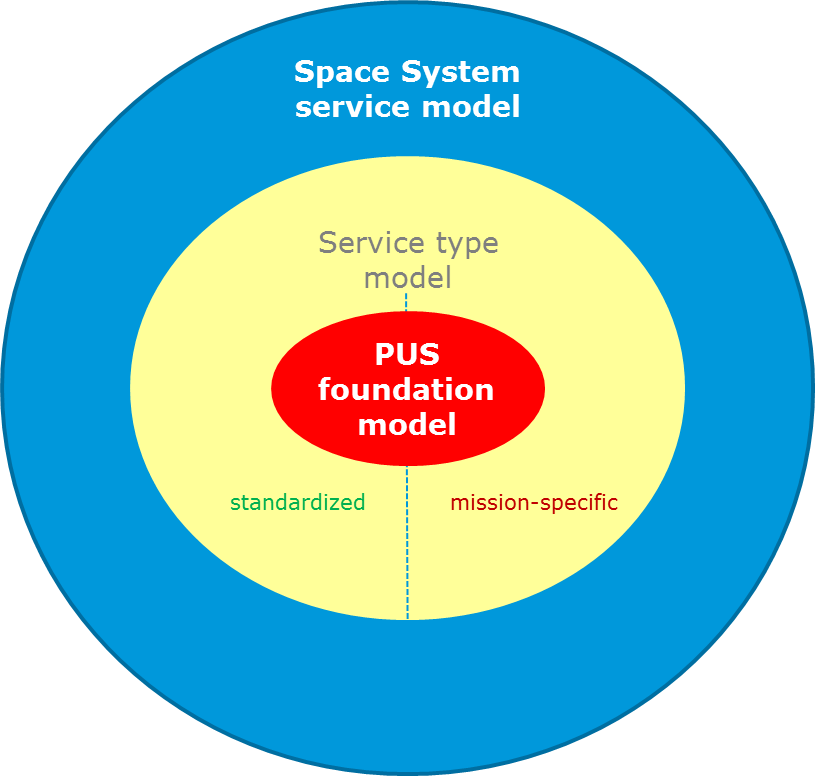 Space System
service model
Service type
model
PUS
foundation
model
standardized
mission-specific